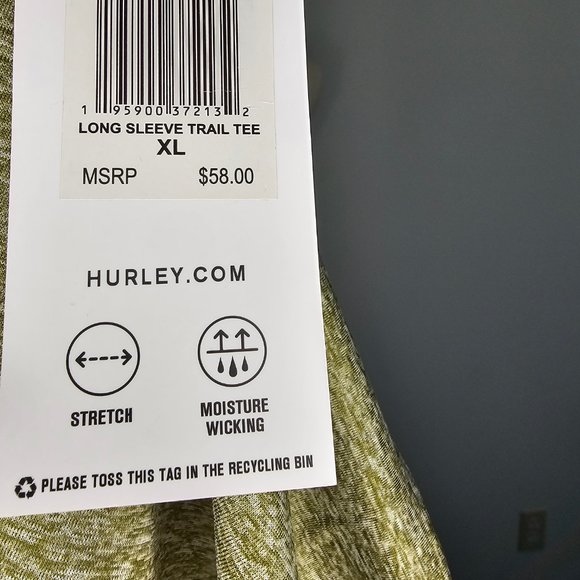 1 95900 37213 2
LONG SLEEVE TRAIL TEE
XL
MSRP $58.00
HURLEY.COM
STRETCH
MOISTURE
WICKING
PLEASE TOSS THIS TAG IN THE RECYCLING BIN